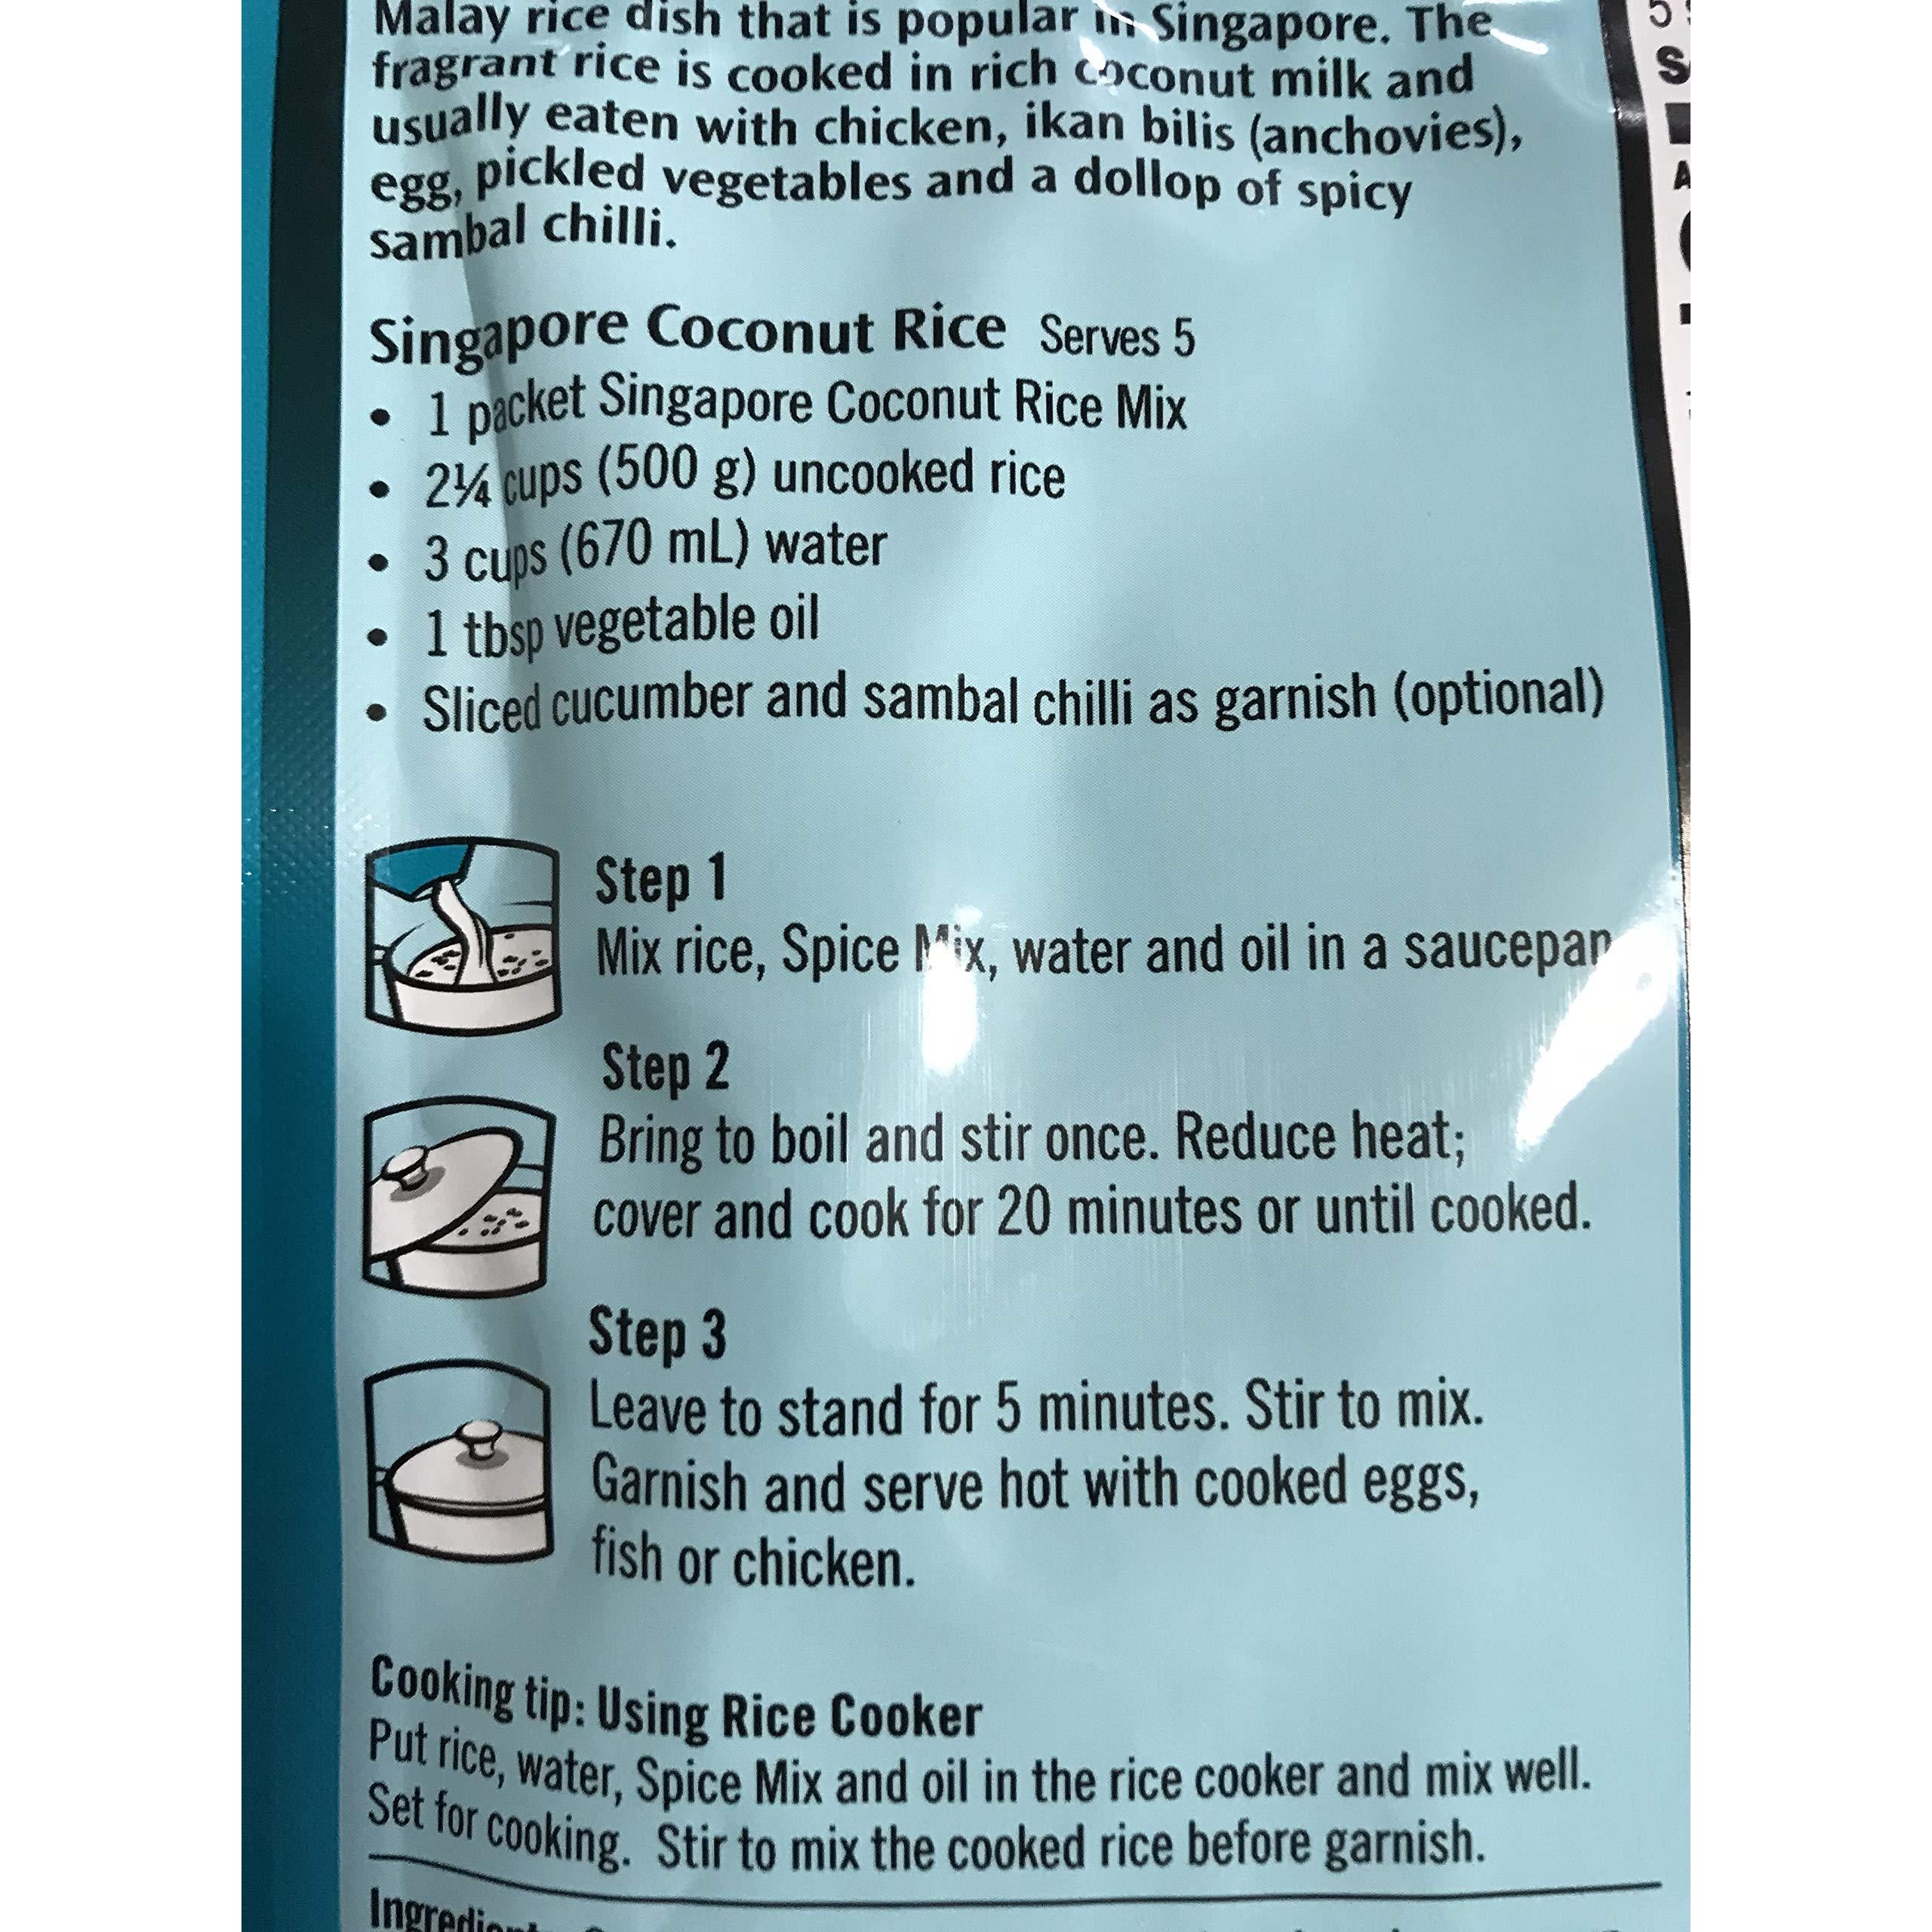 Malay rice dish that is popular in Singapore. The
fragrant rice is cooked in rich coconut milk and
usually eaten with chicken, ikan bilis (anchovies),
egg, pickled vegetables and a dollop of spicy
sambal chilli.
Singapore Coconut Rice Serves 5
• 1 packet Singapore Coconut Rice Mix
• 2¼ cups (500 g) uncooked rice
• 3 cups (670 mL) water
• 1 tbsp vegetable oil
• Sliced cucumber and sambal chilli as garnish (optional)
Step 1
Mix rice, Spice Mix, water and oil in a saucepan
Step 2
Bring to boil and stir once. Reduce heat;
cover and cook for 20 minutes or until cooked.
Step 3
Leave to stand for 5 minutes. Stir to mix.
Garnish and serve hot with cooked eggs,
fish or chicken.
Cooking tip: Using Rice Cooker
Put rice, water, Spice Mix and oil in the rice cooker and mix well.
Set for cooking. Stir to mix the cooked rice before garnish.